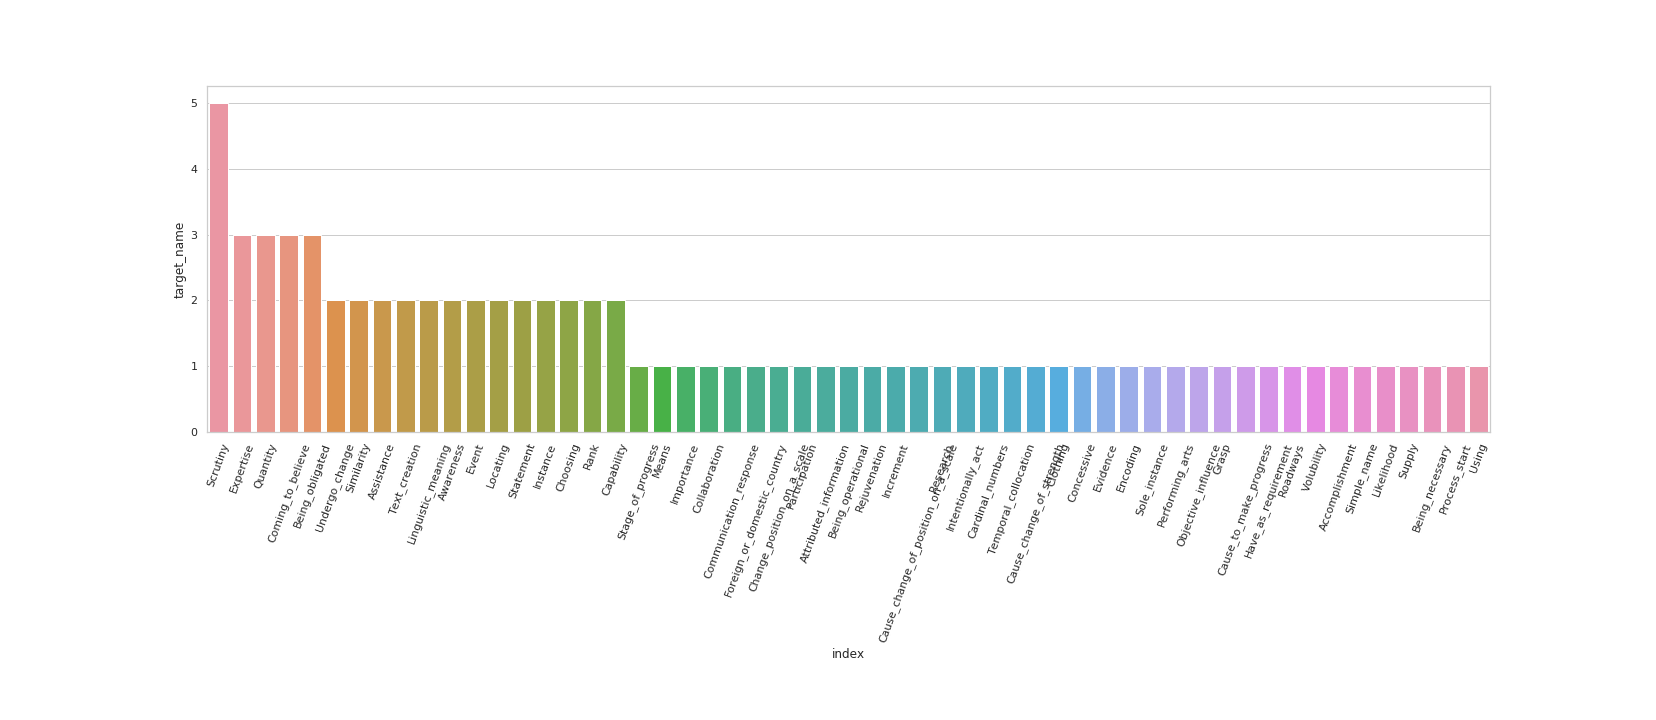 target_name
5
4
3
2
1
0
Scrutiny
Expertise
Quantity
Coming_to_believe
Being_obligated
Undergo_change
Similarity
Assistance
Text_creation
Linguistic_meaning
Awareness
Event
Locating
Statement
Instance
Choosing
Rank
Capability
Stage_of_progress
Means
Importance
Collaboration
Communication_response
Foreign_or_domestic_country
Change_position_on_a_scale
Participation
Attributed_information
Being_operational
Rejuvenation
Increment
Cause_change_of_position_on_a_scale
Research
Intentionally_act
Cardinal_numbers
Temporal_collocation
Cause_change_of_strength
Clothing
Concessive
Evidence
Encoding
Sole_instance
Performing_arts
Objective_influence
Grasp
Cause_to_make_progress
Have_as_requirement
Roadways
Volubility
Accomplishment
Simple_name
Likelihood
Supply
Being_necessary
Process_start
Using
index